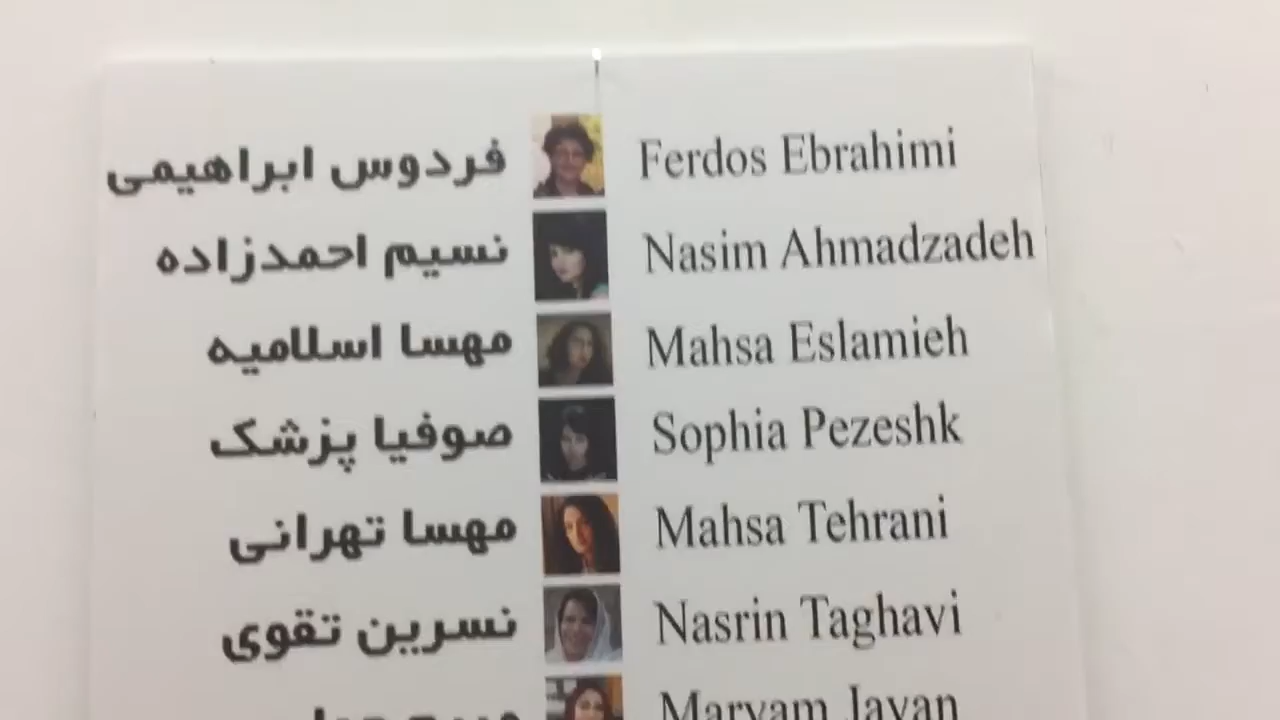 فردوس ابراهیمی Ferdos Ebrahimi
نسیم احمدزاده Nasim Ahmadzadeh
مهسا اسلامیه Mahsa Eslamieh
صوفیا پزشک Sophia Pezeshk
مهسا تهرانی Mahsa Tehrani
نسرین تقوی Nasrin Taghavi
Maryam Javan